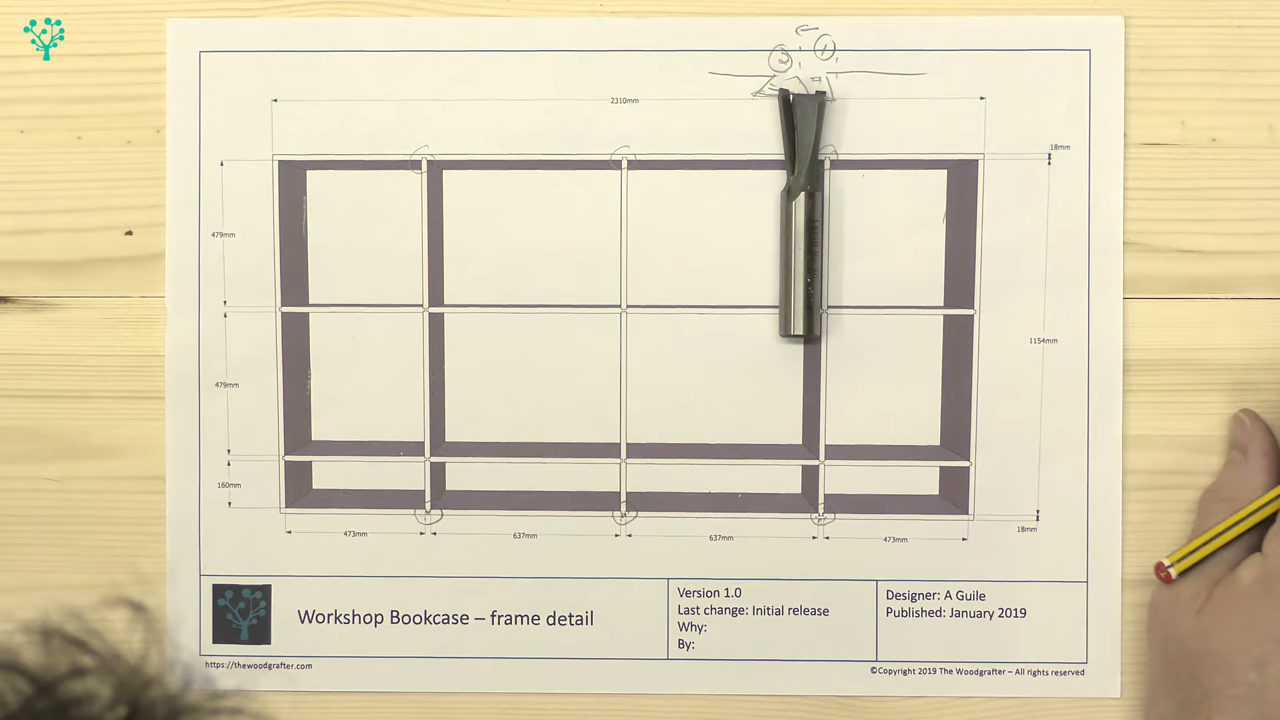 ② ①
2310mm
18mm
479mm
1154mm
479mm
160mm
18mm
473mm 637mm 637mm 473mm
Workshop Bookcase – frame detail
Version 1.0
Last change: Initial release
Why:
By:
Designer: A Guile
Published: January 2019
https://thewoodgrafter.com
©Copyright 2019 The Woodgrafter – All rights reserved